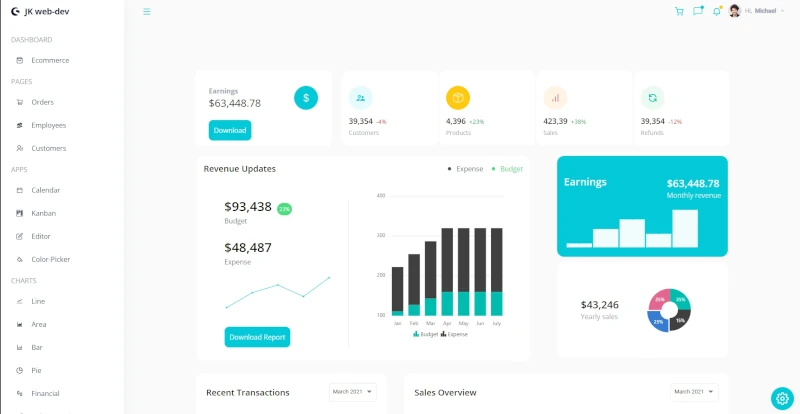 JK web-dev
Hi, Michael
DASHBOARD
Ecommerce
PAGES
Orders
Employees
Customers
APPS
Calendar
Kanban
Editor
Color-Picker
CHARTS
Line
Area
Bar
Pie
Financial
Earnings
$63,448.78
$
Download
39,354 -4%
Customers
4,396 +23%
Products
423,39 +38%
Sales
39,354 -12%
Refunds
Revenue Updates
Expense
Budget
$93,438 23%
Budget
$48,487
Expense
Download Report
400
300
200
100
Jan Feb Mar Apr May Jun July
Budget Expense
Earnings
$63,448.78
Monthly revenue
$43,246
Yearly sales
25% 35%
25% 15%
Recent Transactions
March 2021
Sales Overview
March 2021